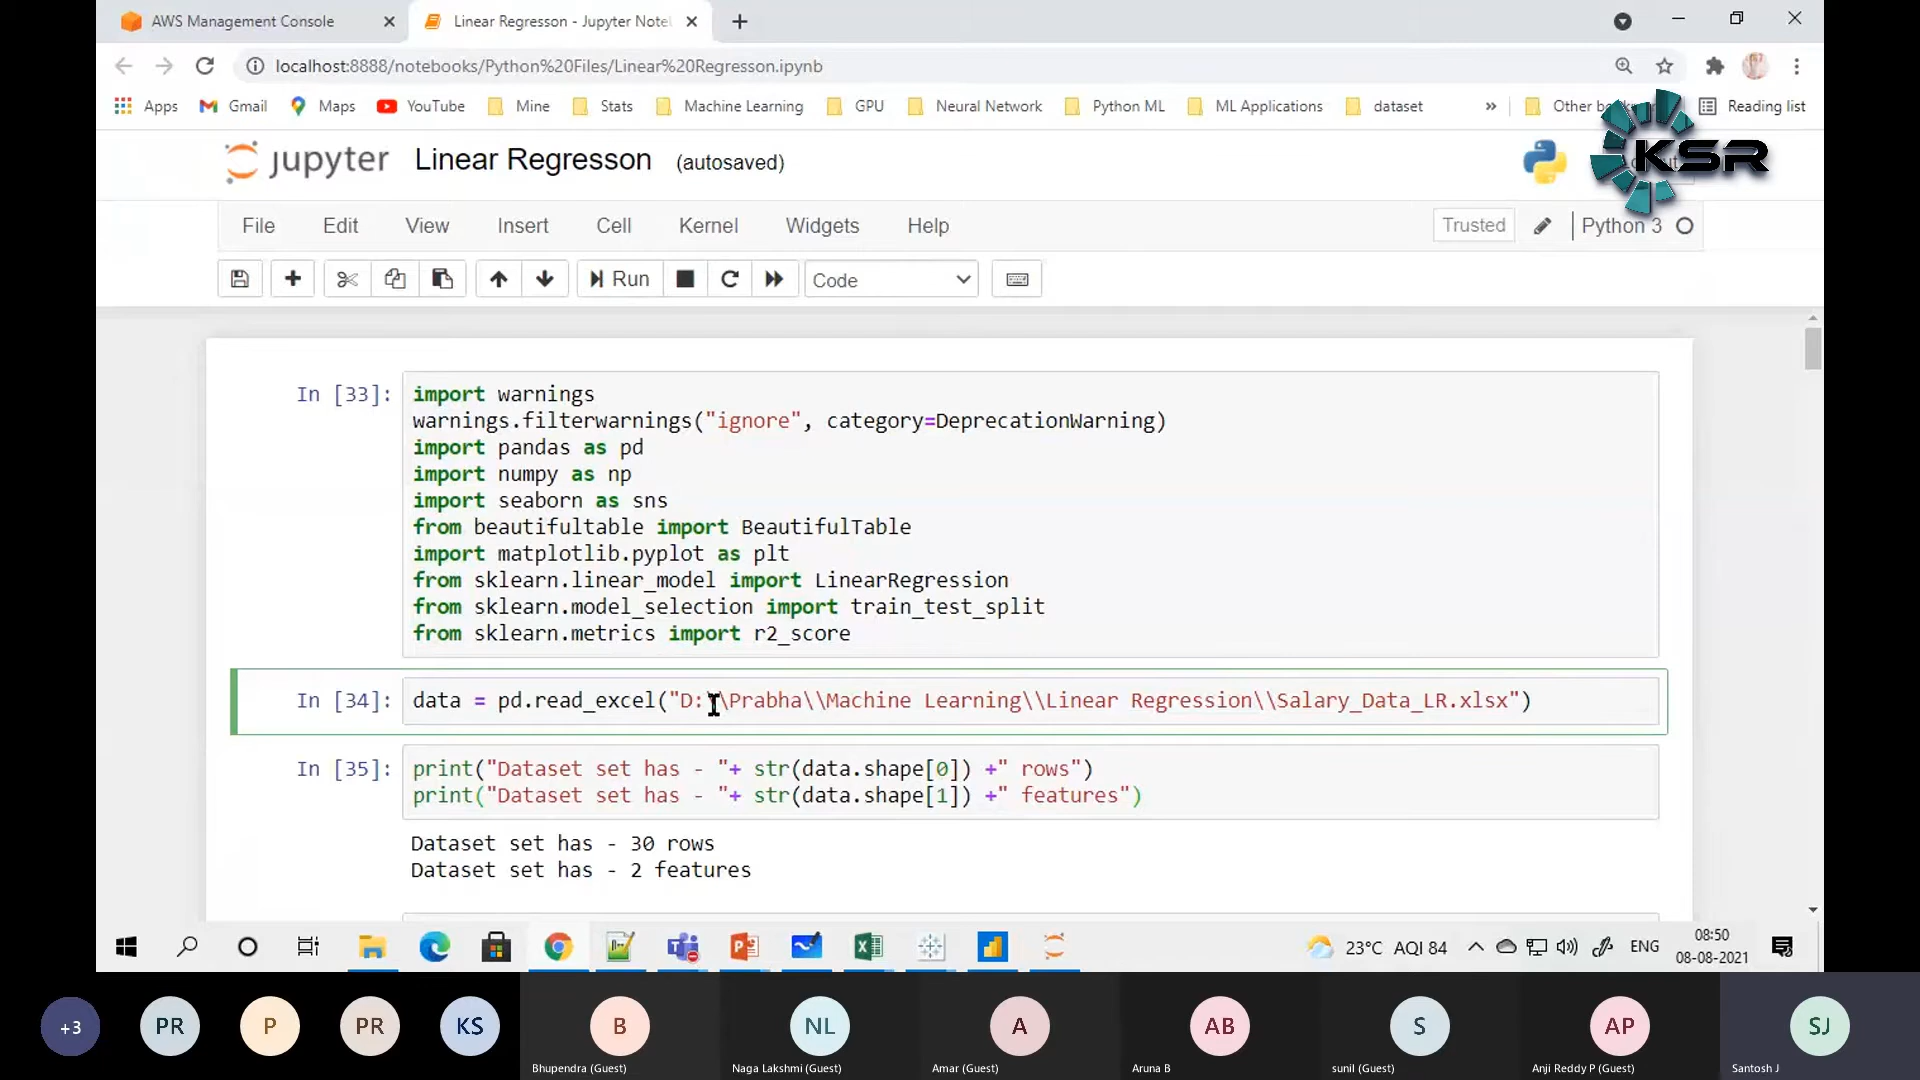 AWS Management Console
Linear Regresson - Jupyter Note
localhost:8888/notebooks/Python%20Files/Linear%20Regresson.ipynb
Apps Gmail Maps YouTube Mine Stats Machine Learning GPU Neural Network Python ML ML Applications dataset » Other Reading list
KSR
jupyter Linear Regresson (autosaved)
File Edit View Insert Cell Kernel Widgets Help Trusted Python 3
Run Code
In [33]: import warnings
warnings.filterwarnings("ignore", category=DeprecationWarning)
import pandas as pd
import numpy as np
import seaborn as sns
from beautifultable import BeautifulTable
import matplotlib.pyplot as plt
from sklearn.linear_model import LinearRegression
from sklearn.model_selection import train_test_split
from sklearn.metrics import r2_score
In [34]: data = pd.read_excel("D:\\Prabha\\Machine Learning\\Linear Regression\\Salary_Data_LR.xlsx")
In [35]: print("Dataset set has - "+ str(data.shape[0]) +" rows")
print("Dataset set has - "+ str(data.shape[1]) +" features")
Dataset set has - 30 rows
Dataset set has - 2 features
23°C AQI 84 ENG 08:50
08-08-2021
+3 PR P PR KS B NL A AB S AP SJ
Bhupendra (Guest) Naga Lakshmi (Guest) Amar (Guest) Aruna B sunil (Guest) Anji Reddy P (Guest) Santosh J